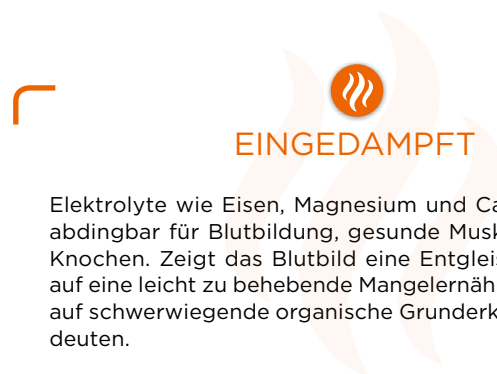 EINGEDAMPFT
Elektrolyte wie Eisen, Magnesium und
abdingbar für Blutbildung, gesunde
Knochen. Zeigt das Blutbild eine
auf eine leicht zu behebende
auf schwerwiegende organische
deuten.